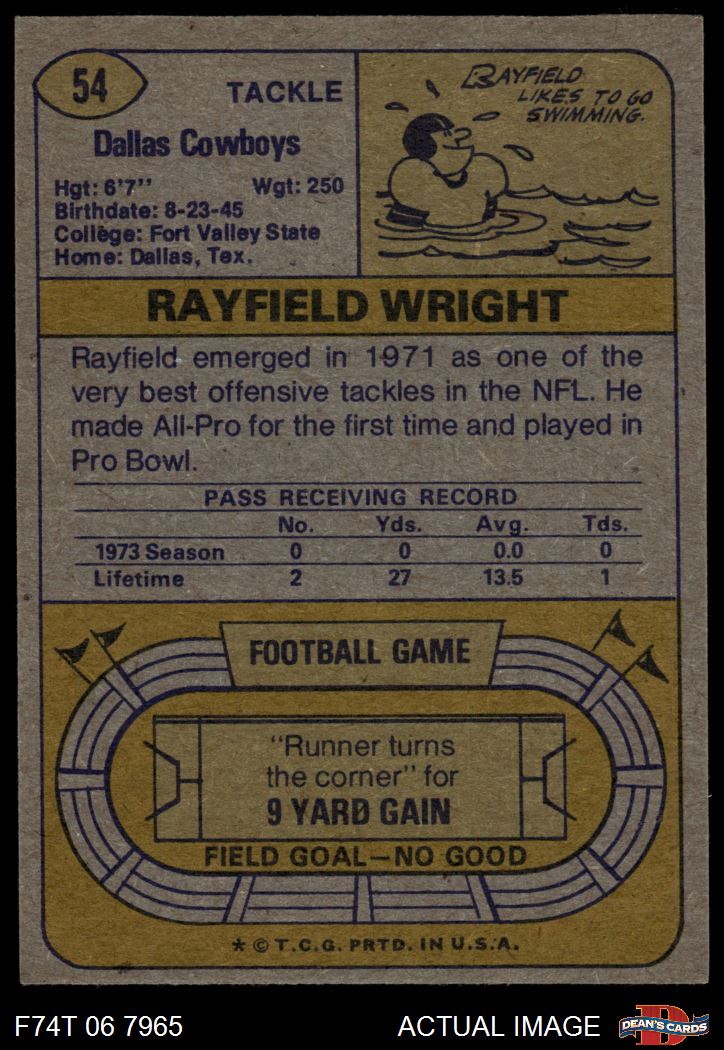 54
TACKLE
Dallas Cowboys
Hgt: 6'7'' Wgt: 250
Birthdate: 8-23-45
College: Fort Valley State
Home: Dallas, Tex.
RAYFIELD
LIKES TO GO
SWIMMING.
RAYFIELD WRIGHT
Rayfield emerged in 1971 as one of the
very best offensive tackles in the NFL. He
made All-Pro for the first time and played in
Pro Bowl.
PASS RECEIVING RECORD
No. Yds. Avg. Tds.
1973 Season 0 0 0.0 0
Lifetime 2 27 13.5 1
FOOTBALL GAME
"Runner turns
the corner" for
9 YARD GAIN
FIELD GOAL—NO GOOD
* © T.C.G. PRTD. IN U.S.A.
F74T 06 7965 ACTUAL IMAGE
D
DEAN'S CARDS